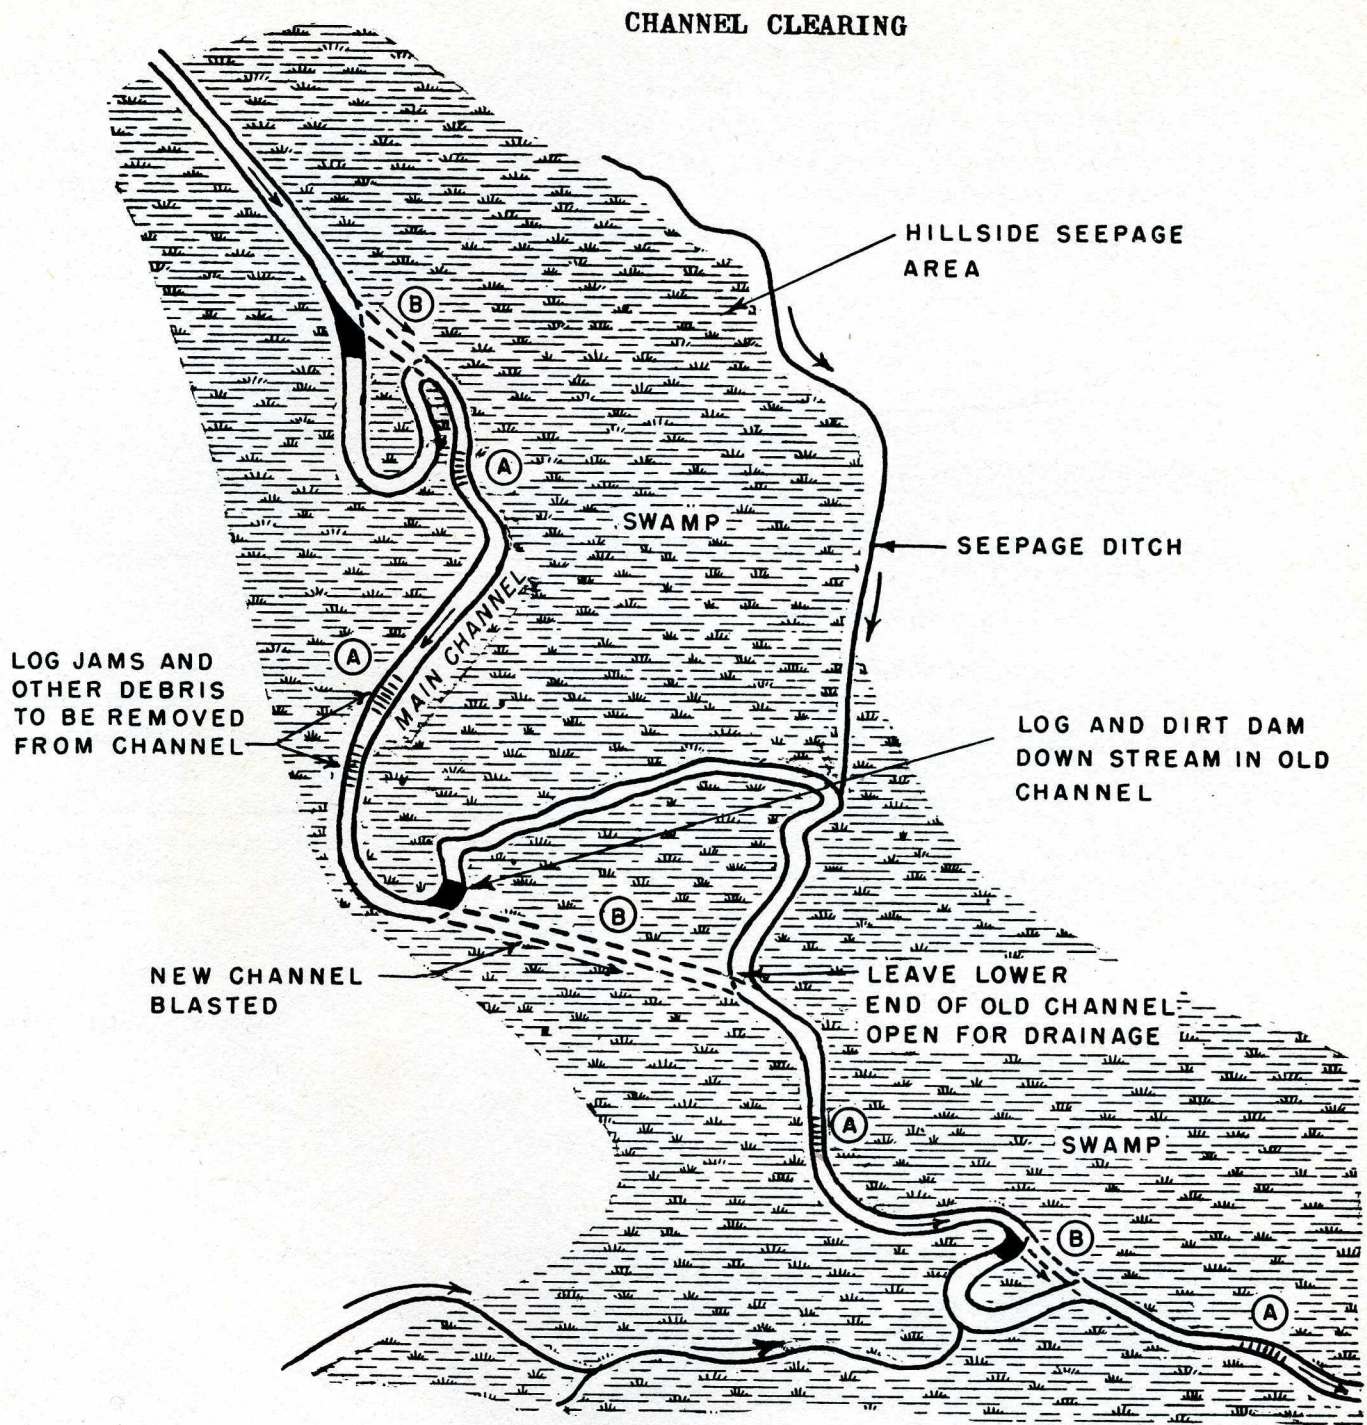 CHANNEL CLEARING
HILLSIDE SEEPAGE
AREA
B
A
SWAMP
SEEPAGE DITCH
MAIN CHANNEL
A
LOG JAMS AND
OTHER DEBRIS
TO BE REMOVED
FROM CHANNEL
LOG AND DIRT DAM
DOWN STREAM IN OLD
CHANNEL
B
NEW CHANNEL
BLASTED
LEAVE LOWER
END OF OLD CHANNEL
OPEN FOR DRAINAGE
A
SWAMP
B
A